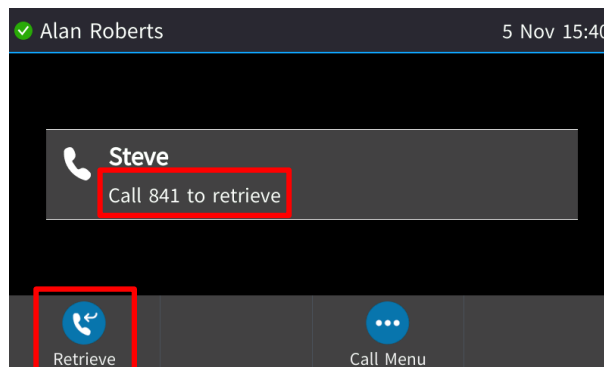 Alan Roberts 5 Nov 15:40
Steve
Call 841 to retrieve
Retrieve Call Menu